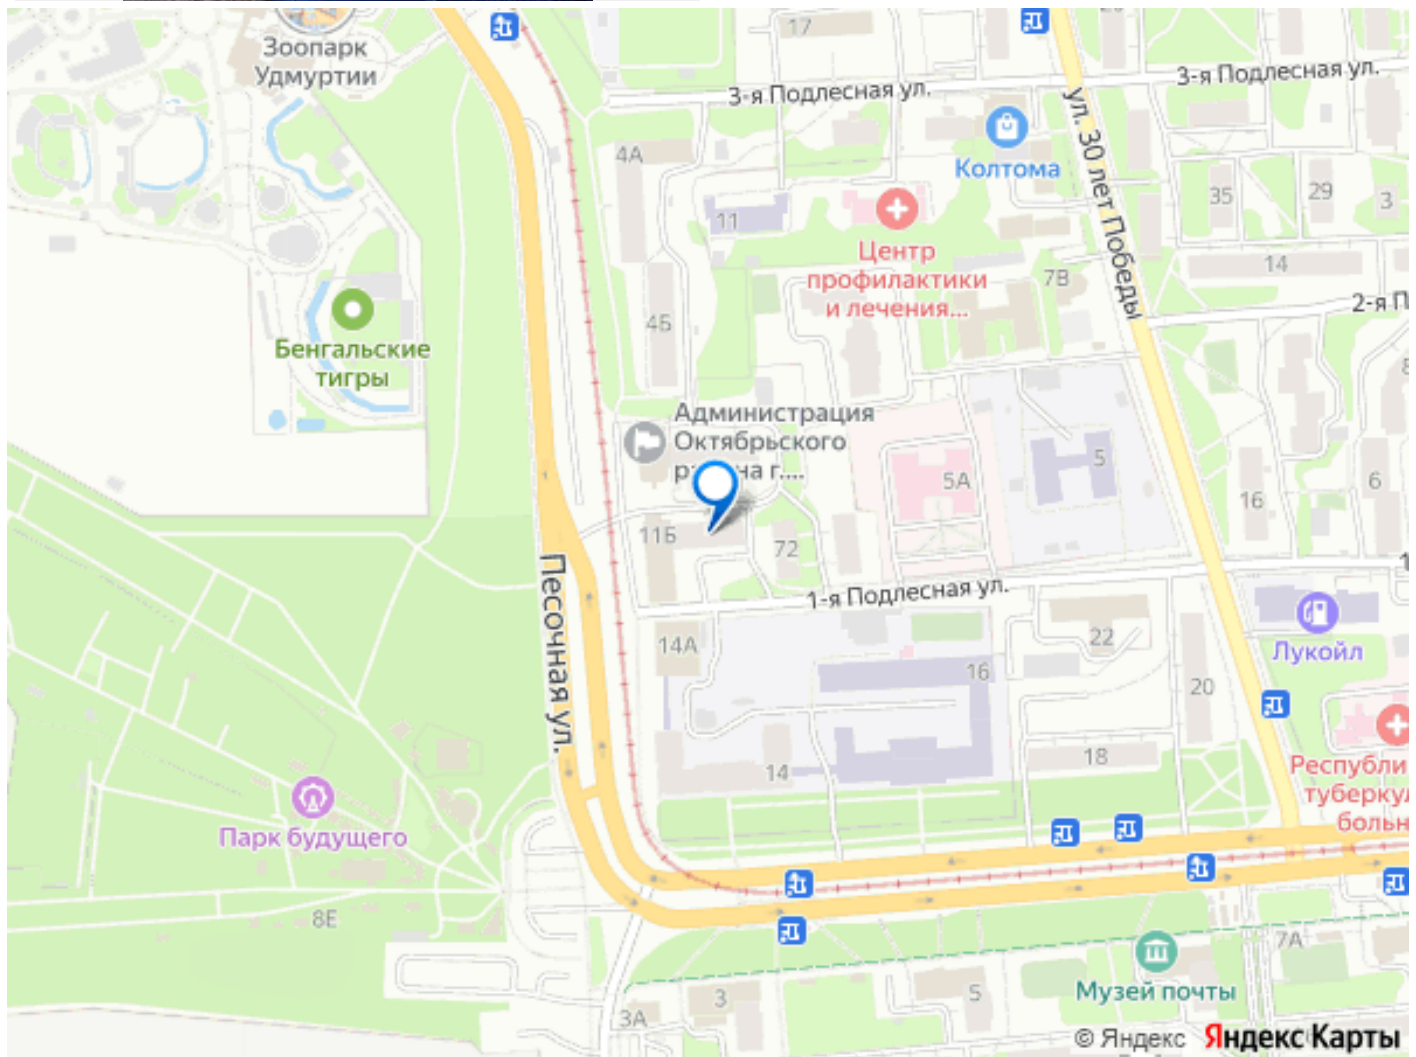 17
Зоопарк
Удмуртии
3-я Подлесная ул.
3-я Подлесная ул.
ул. 30 лет Победы
Колтома
4А
11
35
29
3
Центр
профилактики
и лечения...
7В
14
2-я П
4Б
Бенгальские
тигры
Администрация
Октябрьского
на г....
5А
5
16
6
11Б
72
Песочная ул.
1-я Подлесная ул.
1
14А
22
Лукойл
16
20
14
18
Республи
туберку
больн
Парк будущего
8Е
7А
Музей почты
3
5
3А
© Яндекс Яндекс Карты